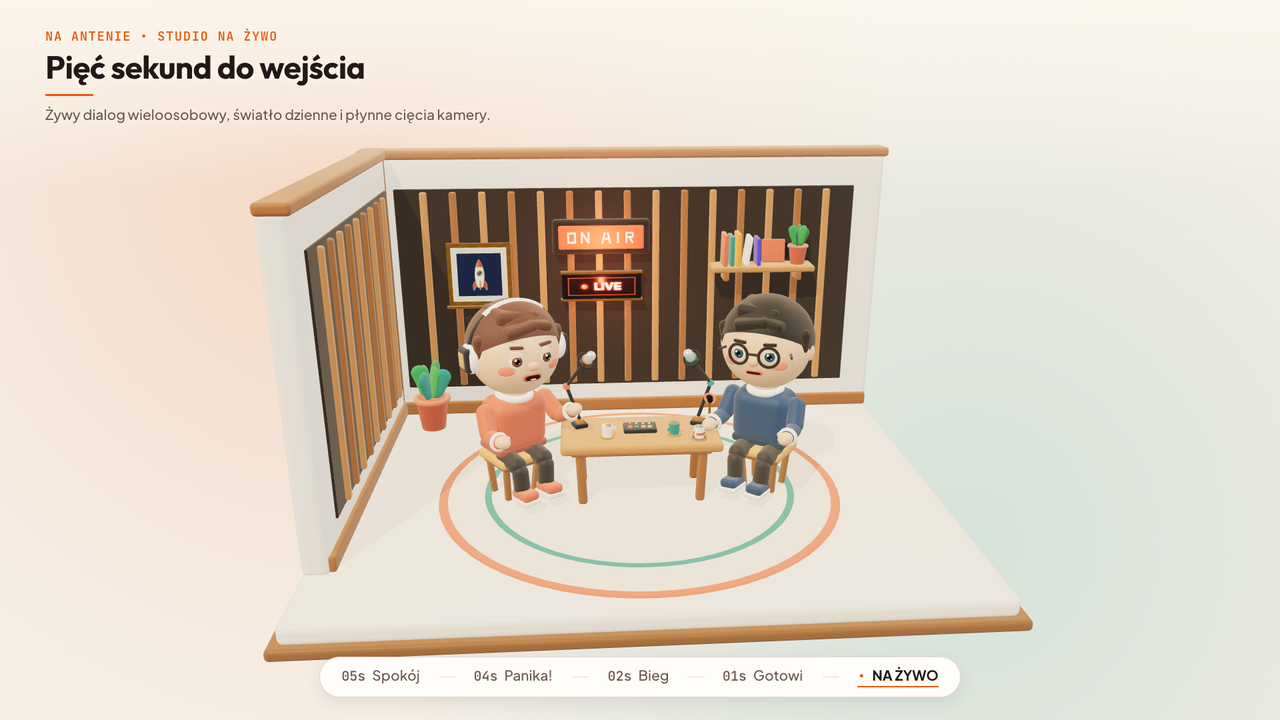 NA ANTENIE • STUDIO NA ŻYWO
Pięć sekund do wejścia
Żywy dialog wieloosobowy, światło dzienne i płynne cięcia kamery.
ON AIR
LIVE
05s Spokój — 04s Panika! — 02s Bieg — 01s Gotowi — • NA ŻYWO